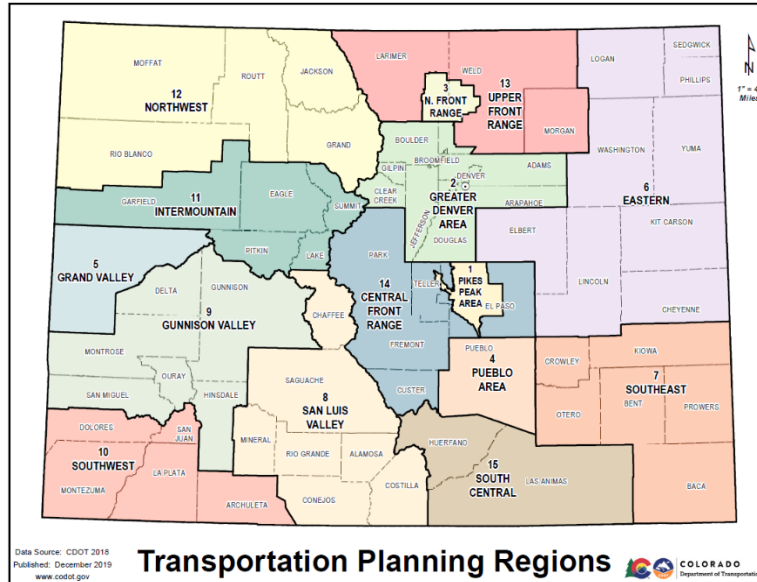 MOFFAT
ROUTT
JACKSON
LARIMER
WELD
LOGAN
SEDGWICK
PHILLIPS
N
1" = 4
Miles
12
NORTHWEST
3
N. FRONT
RANGE
13
UPPER
FRONT
RANGE
MORGAN
RIO BLANCO
GRAND
BOULDER
BROOMFIELD
GILPIN
DENVER
ADAMS
WASHINGTON
YUMA
CLEAR
CREEK
2
GREATER
DENVER
AREA
ARAPAHOE
JEFFERSON
DOUGLAS
6
EASTERN
GARFIELD
11
INTERMOUNTAIN
EAGLE
SUMMIT
ELBERT
KIT CARSON
PITKIN
LAKE
PARK
5
GRAND VALLEY
DELTA
GUNNISON
9
GUNNISON VALLEY
CHAFFEE
14
CENTRAL
FRONT
RANGE
TELLER
1
PIKES
PEAK
AREA
EL PASO
LINCOLN
CHEYENNE
MONTROSE
OURAY
SAN MIGUEL
HINSDALE
SAGUACHE
FREMONT
CUSTER
PUEBLO
4
PUEBLO
AREA
CROWLEY
KIOWA
7
SOUTHEAST
OTERO
BENT
PROWERS
8
SAN LUIS
VALLEY
DOLORES
SAN
JUAN
10
SOUTHWEST
MONTEZUMA
LA PLATA
ARCHULETA
MINERAL
RIO GRANDE
ALAMOSA
CONEJOS
COSTILLA
HUERFANO
15
SOUTH
CENTRAL
LAS ANIMAS
BACA
Data Source: CDOT 2018
Published: December 2019
www.codot.gov
Transportation Planning Regions
COLORADO
Department of Transportatio